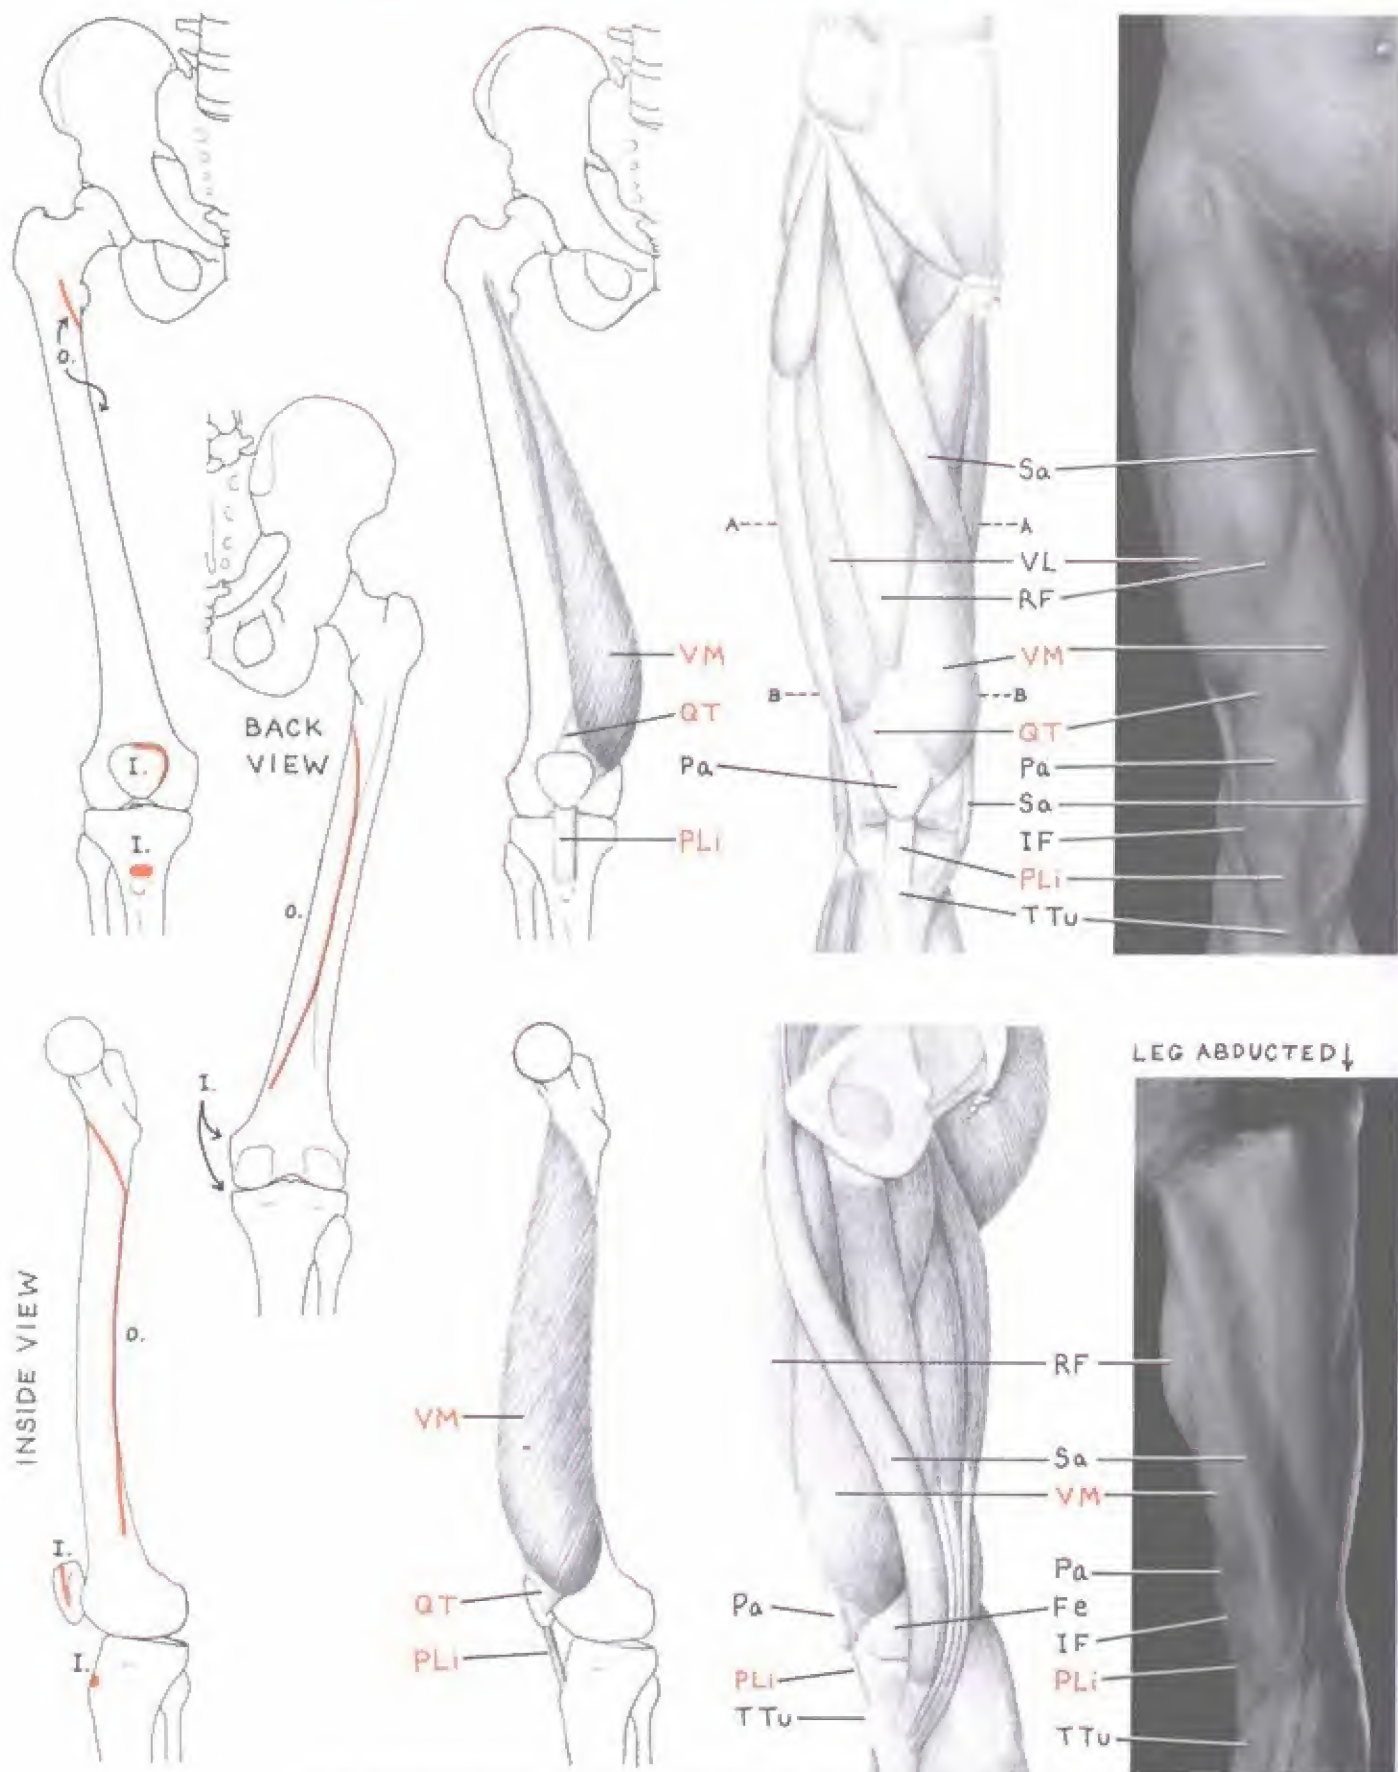 O.
I.
I.
BACK
VIEW
O.
I.
VM
QT
Pa
PLi
A
A
B
B
Sa
VL
RF
VM
QT
Pa
Sa
IF
PLi
TTu
INSIDE VIEW
O.
I.
I.
VM
QT
PLi
Pa
PLi
TTu
LEG ABDUCTED↓
RF
Sa
VM
Pa
Fe
IF
PLi
TTu